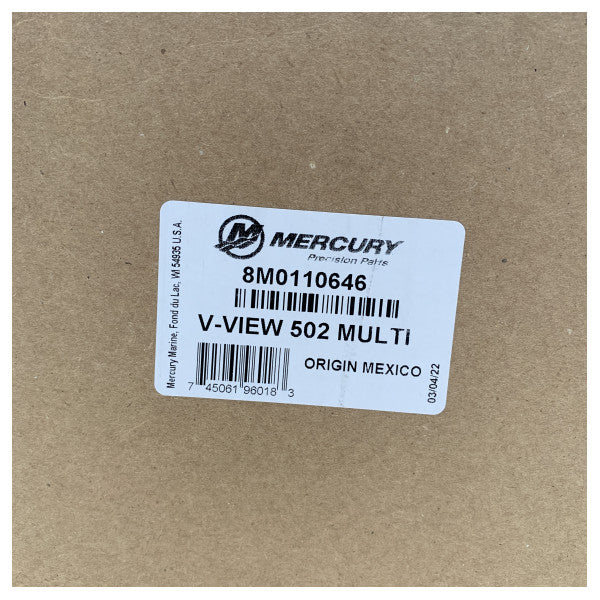 MERCURY
Precision Parts
8M0110646
V-VIEW 502 MULTI
ORIGIN MEXICO
7 45061 96018 3
Mercury Marine, Fond du Lac, WI 54935 U.S.A.
03/04/22